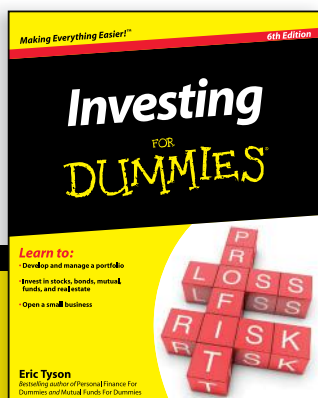 Making Everything Easier!™
6th Edition
Investing
FOR
DUMMIES®
Learn to:
• Develop and manage a portfolio
• Invest in stocks, bonds, mutual
funds, and real estate
• Open a small business
PROFIT
LOSS
RISK
Eric Tyson
Bestselling author of Personal Finance For
Dummies and Mutual Funds For Dummies